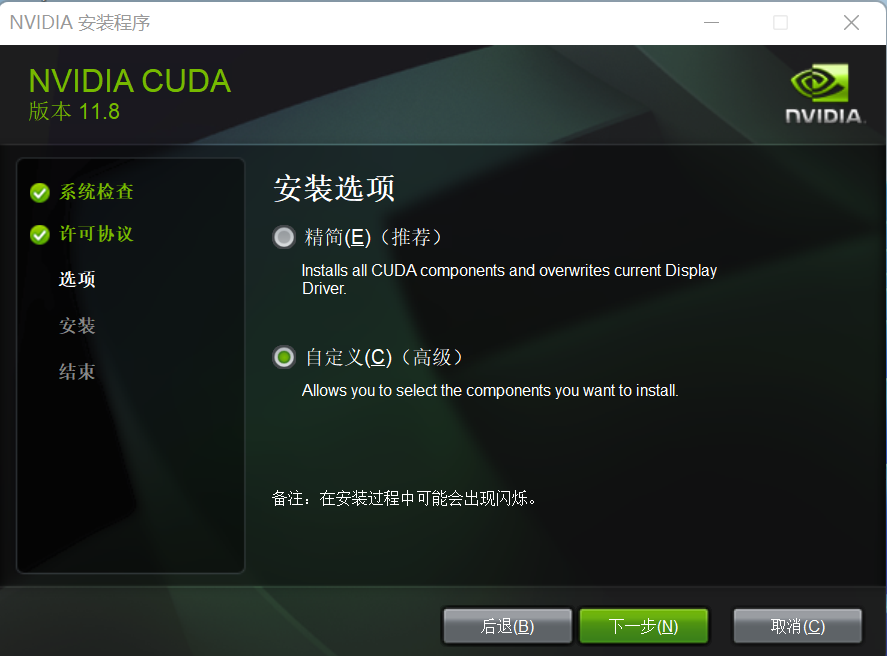 NVIDIA 安装程序
NVIDIA CUDA
版本 11.8
NVIDIA.
系统检查
许可协议
选项
安装
结束
安装选项
精简(E)（推荐）
Installs all CUDA components and overwrites current Display
Driver.
自定义(C)（高级）
Allows you to select the components you want to install.
备注：在安装过程中可能会出现闪烁。
后退(B)
下一步(N)
取消(C)